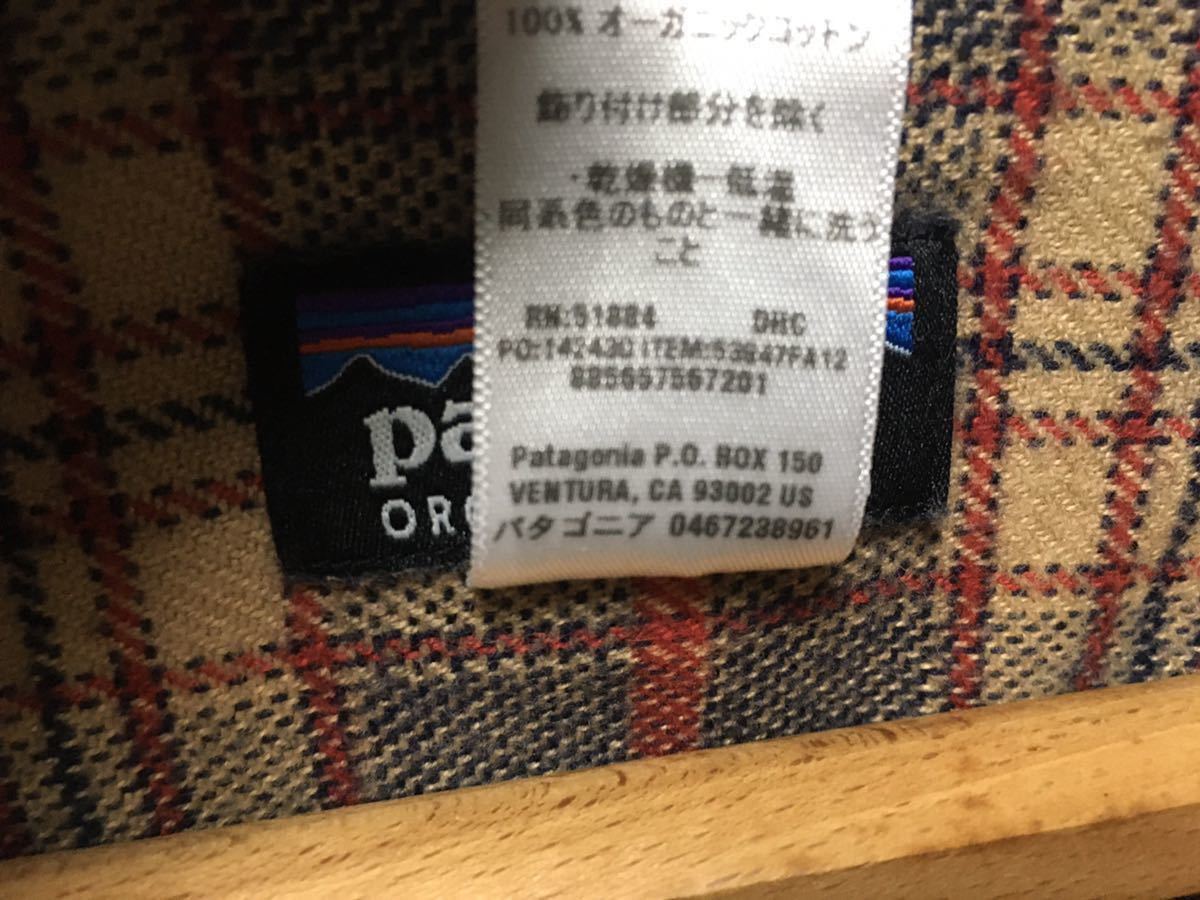 100% オーガニックコットン
飾り付け部分を除く
・乾燥機ー低温
同系色のものと一緒に洗う
こと
RN:51884 DHC
PO:142430 ITEM:53847FA12
885657567201
Patagonia P.O. BOX 150
VENTURA, CA 93002 US
パタゴニア 0467238961
pa
ORG